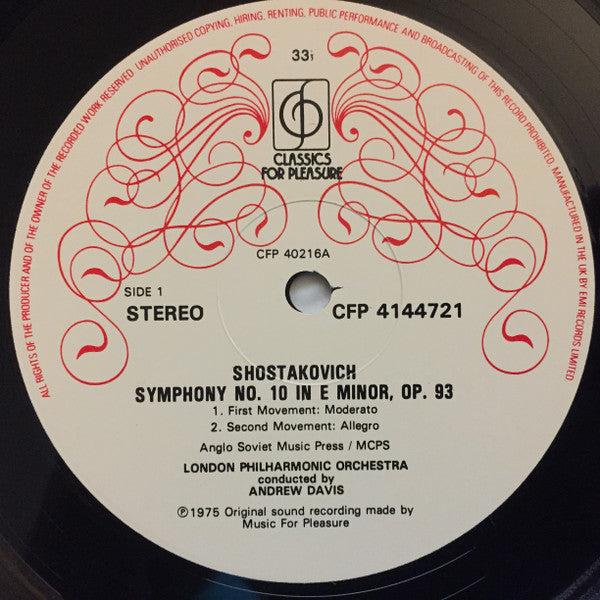 ALL RIGHTS OF THE PRODUCER AND OF THE OWNER OF THE RECORDED WORK RESERVED. UNAUTHORISED COPYING, HIRING, RENTING, PUBLIC PERFORMANCE AND BROADCASTING OF THIS RECORD PROHIBITED. MANUFACTURED IN THE UK BY EMI RECORDS LIMITED
33⅓
CLASSICS
FOR PLEASURE
CFP 40216A
SIDE 1
STEREO
CFP 4144721
SHOSTAKOVICH
SYMPHONY NO. 10 IN E MINOR, OP. 93
1. First Movement: Moderato
2. Second Movement: Allegro
Anglo Soviet Music Press / MCPS
LONDON PHILHARMONIC ORCHESTRA
conducted by
ANDREW DAVIS
℗1975 Original sound recording made by
Music For Pleasure